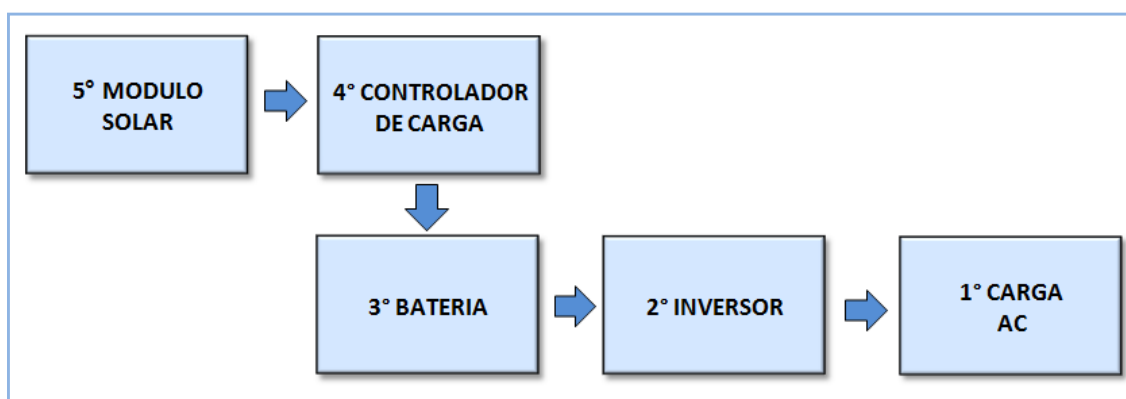 5° MODULO
SOLAR
4° CONTROLADOR
DE CARGA
3° BATERIA
2° INVERSOR
1° CARGA
AC